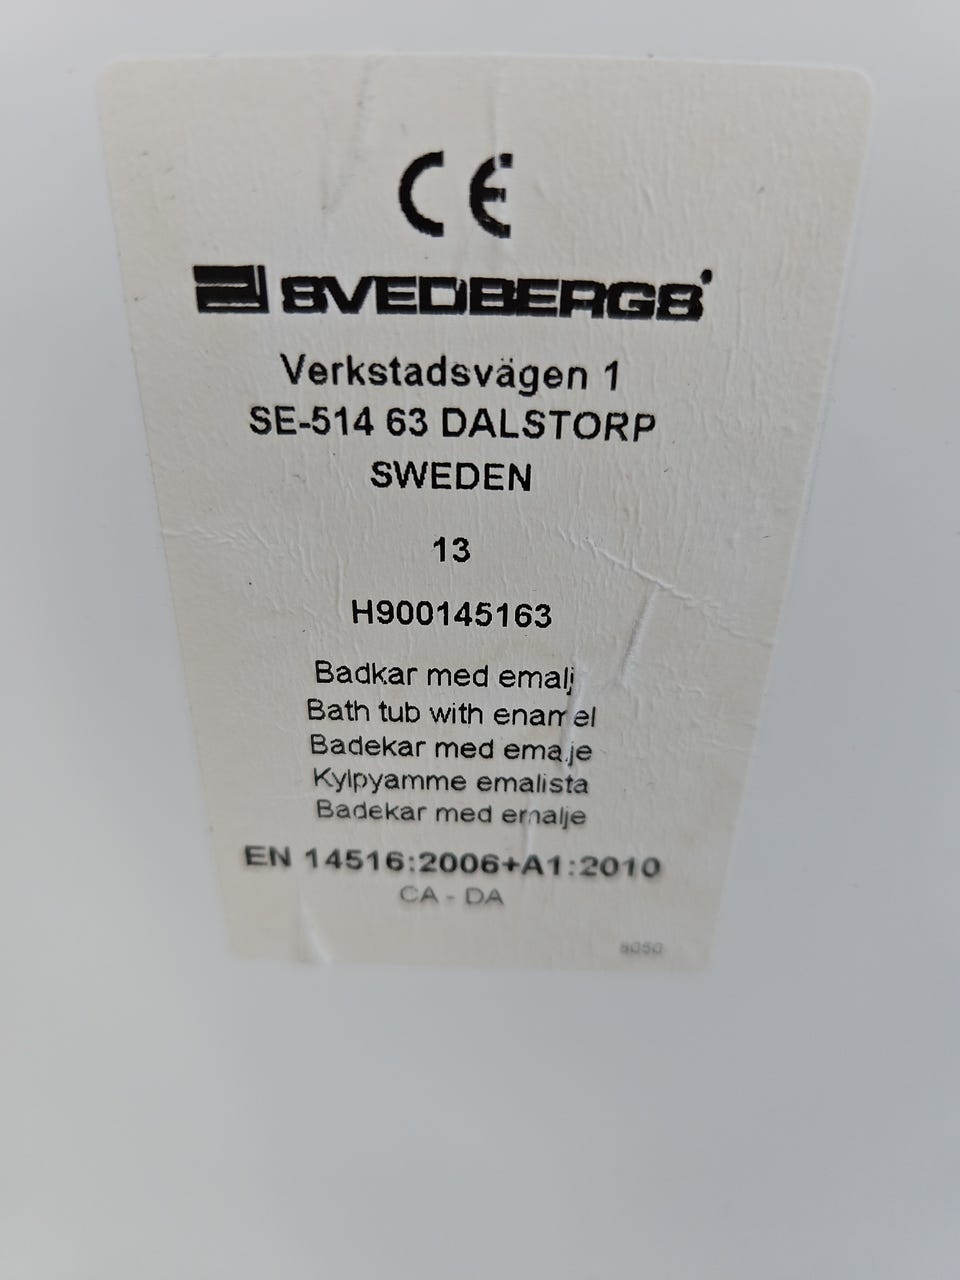 CE
SVEDBERGS
Verkstadsvägen 1
SE-514 63 DALSTORP
SWEDEN
13
H900145163
Badkar med emalj
Bath tub with enamel
Badekar med emalje
Kylpyamme emalista
Badekar med emalje
EN 14516:2006+A1:2010
CA - DA